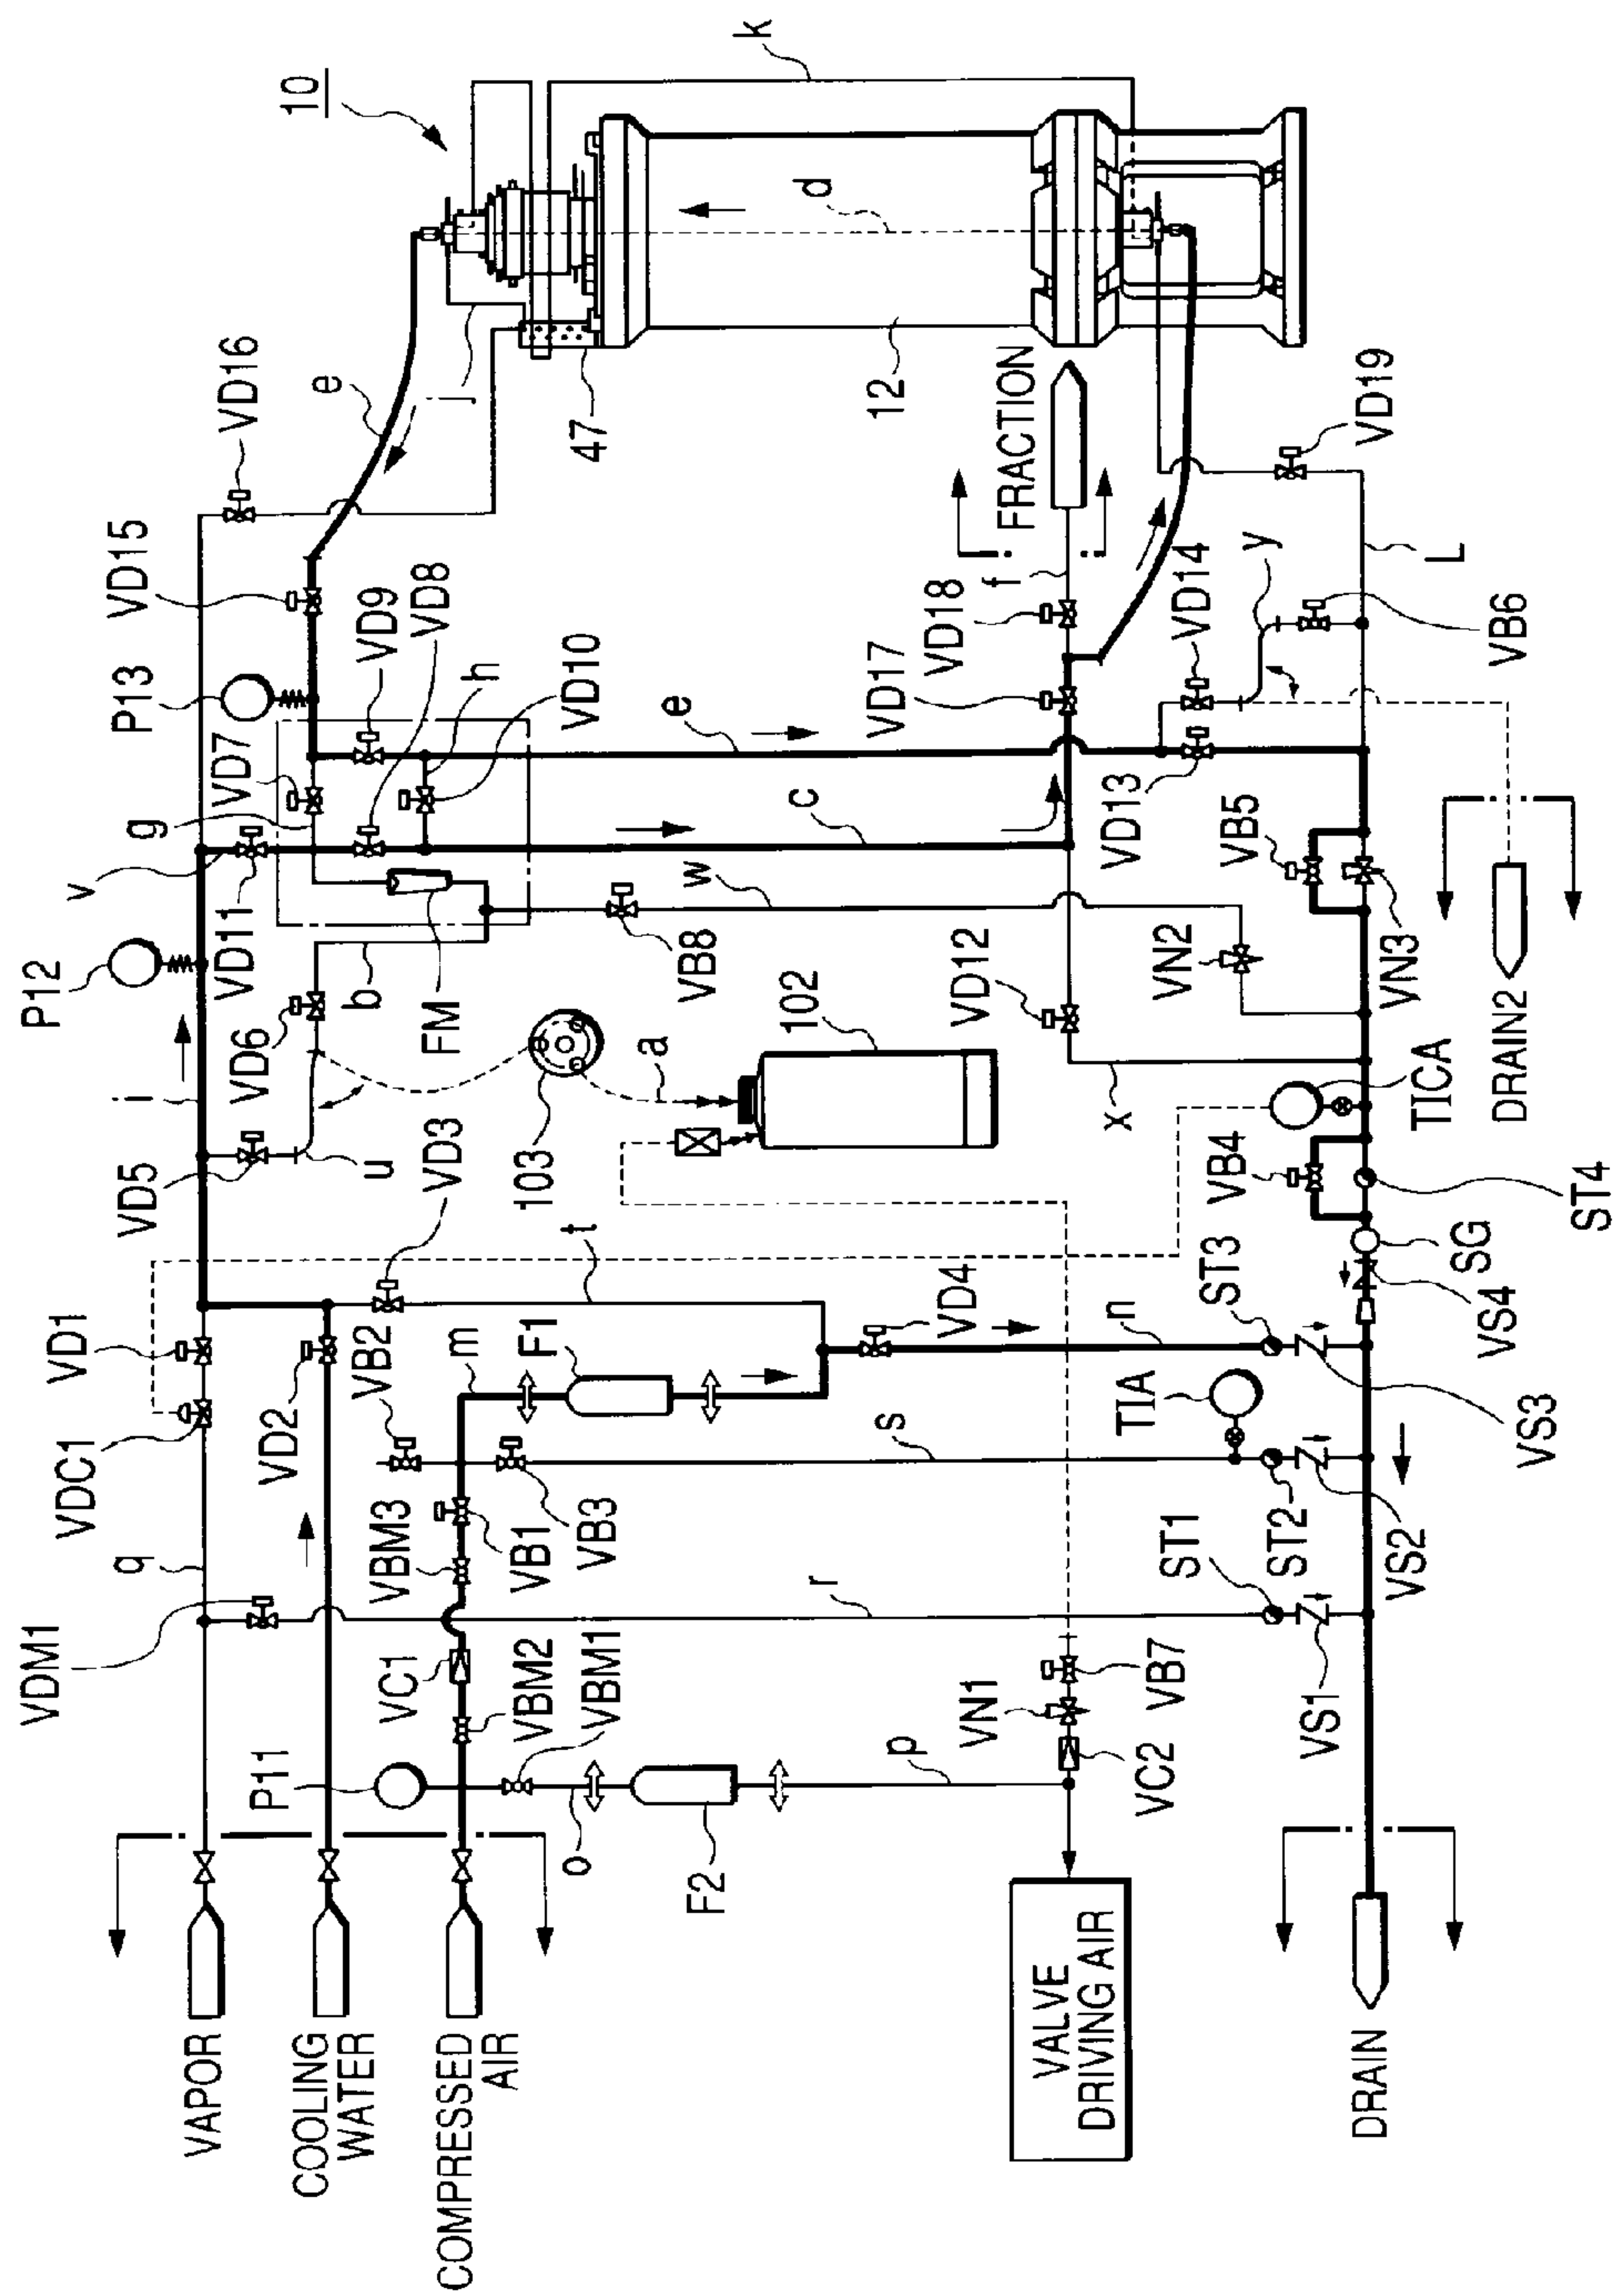 10
k
e
j
47
12
d
VD16
VD15
P13
VD7
g
v
VD11
P12
VD9
VD8
h
VD10
e
c
w
VB8
b
FM
VD6
i
VD5
u
VD3
103
a
102
FRACTION
f
VD18
VD17
VD14
y
VD19
L
VB6
VD13
VB5
VN3
DRAIN2
VN2
VD12
x
TICA
VB4
ST4
SG
VS4
ST3
VS3
VD4
n
t
VD1
VDC1
VD2
VB2
m
F1
TIA
s
VB3
VB1
VBM3
ST2
VS2
ST1
VS1
q
VDM1
r
VC1
VBM2
VBM1
P11
o
F2
p
VN1
VB7
VC2
VAPOR
COOLING
WATER
COMPRESSED
AIR
VALVE
DRIVING AIR
DRAIN